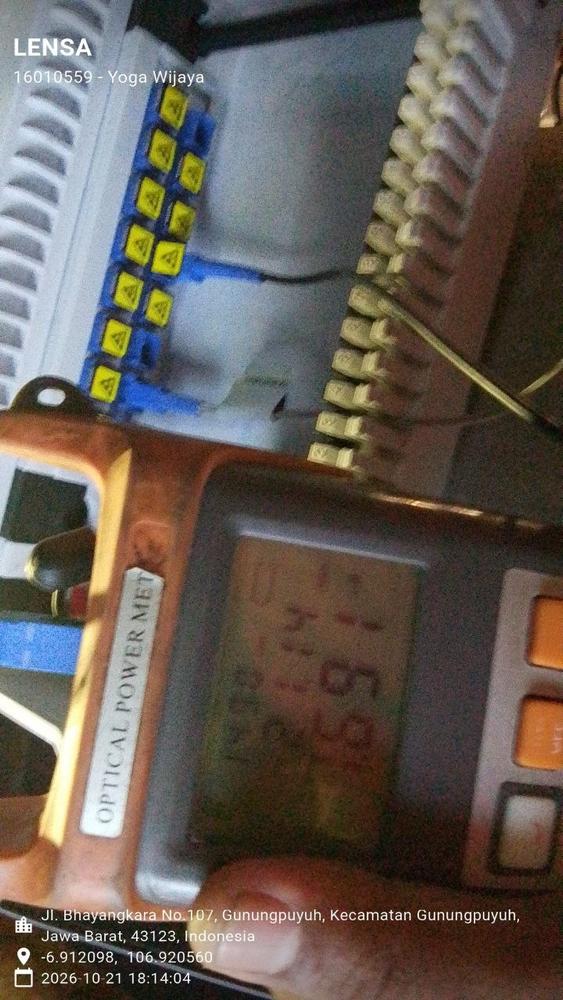 LENSA
16010559 - Yoga Wijaya
OPTICAL POWER MET
Jl. Bhayangkara No.107, Gunungpuyuh, Kecamatan Gunungpuyuh,
Jawa Barat, 43123, Indonesia
-6.912098, 106.920560
2026-10-21 18:14:04